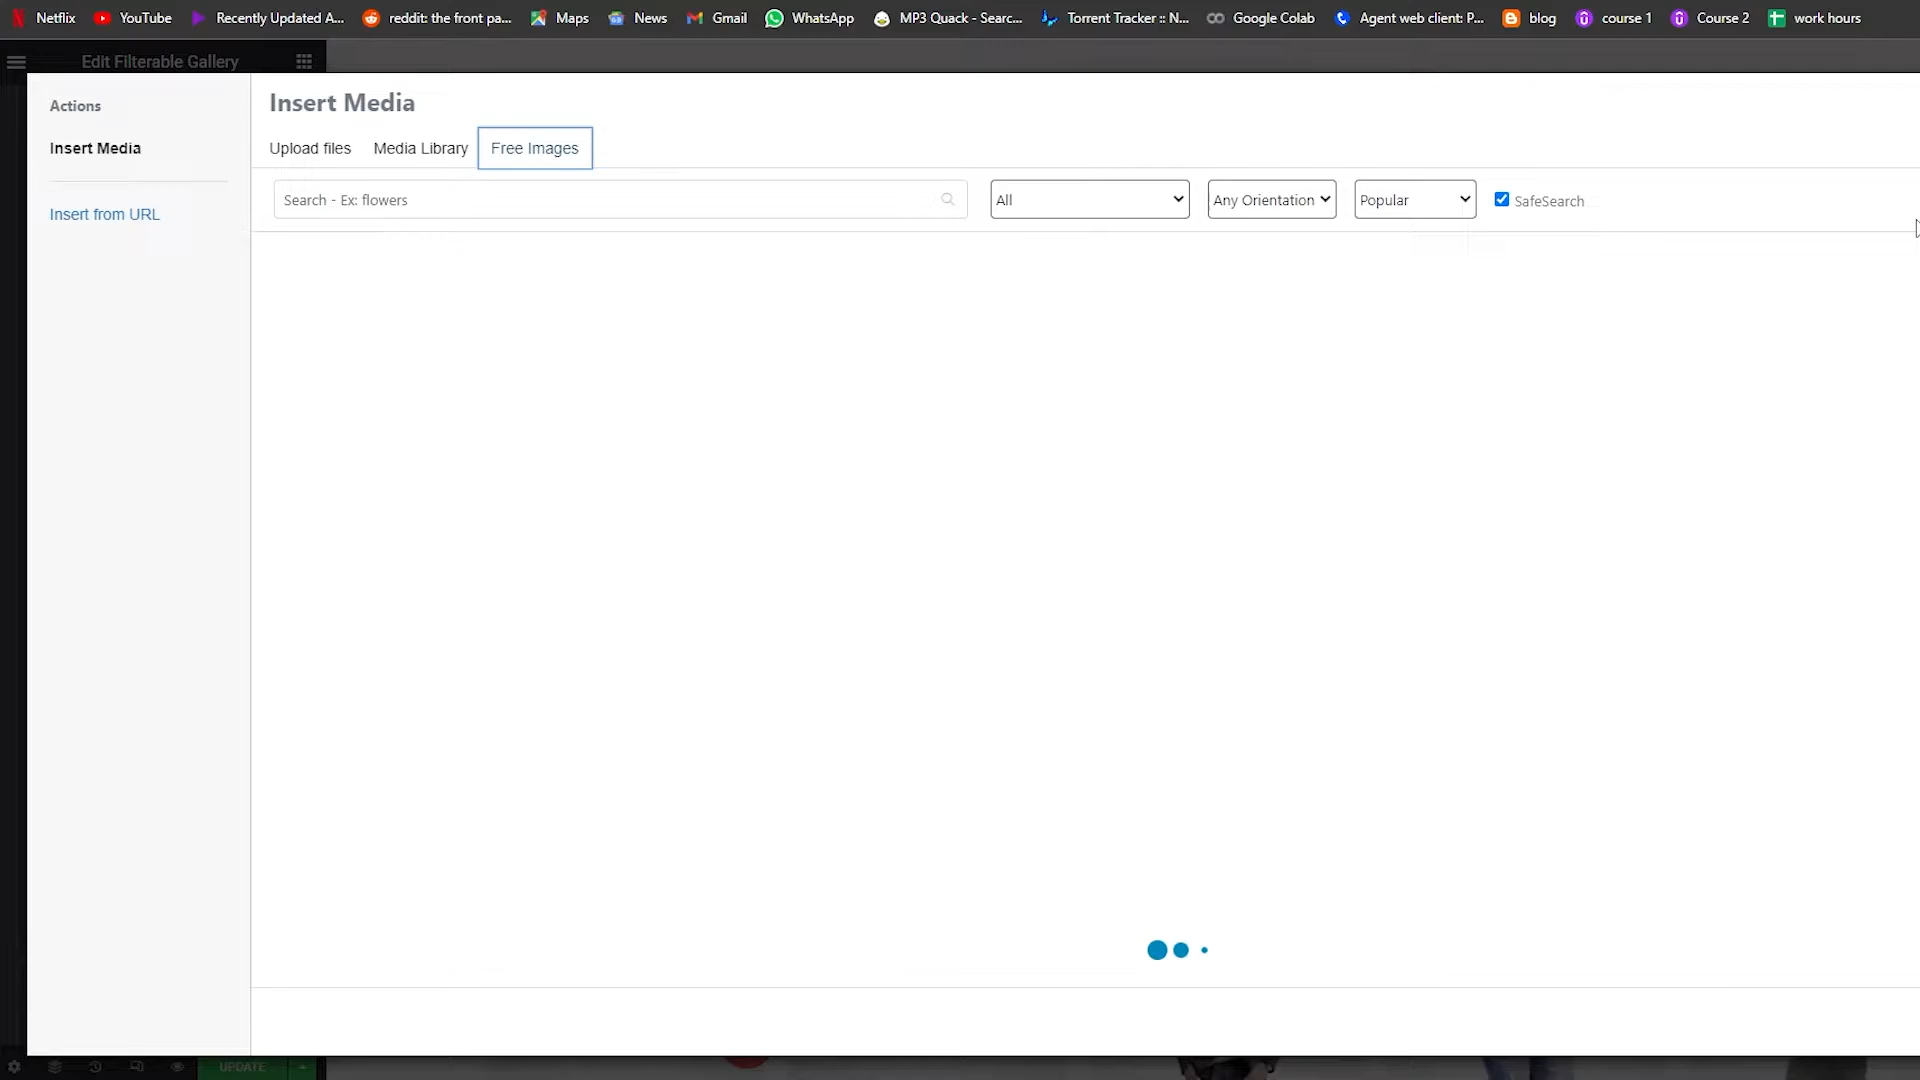 Netflix YouTube Recently Updated A... reddit: the front pa... Maps News Gmail WhatsApp MP3 Quack - Searc... Torrent Tracker :: N... Google Colab Agent web client: P... blog course 1 Course 2 work hours
Edit Filterable Gallery
Actions
Insert Media
Insert from URL
Insert Media
Upload files Media Library Free Images
Search - Ex: flowers All Any Orientation Popular SafeSearch
UPDATE